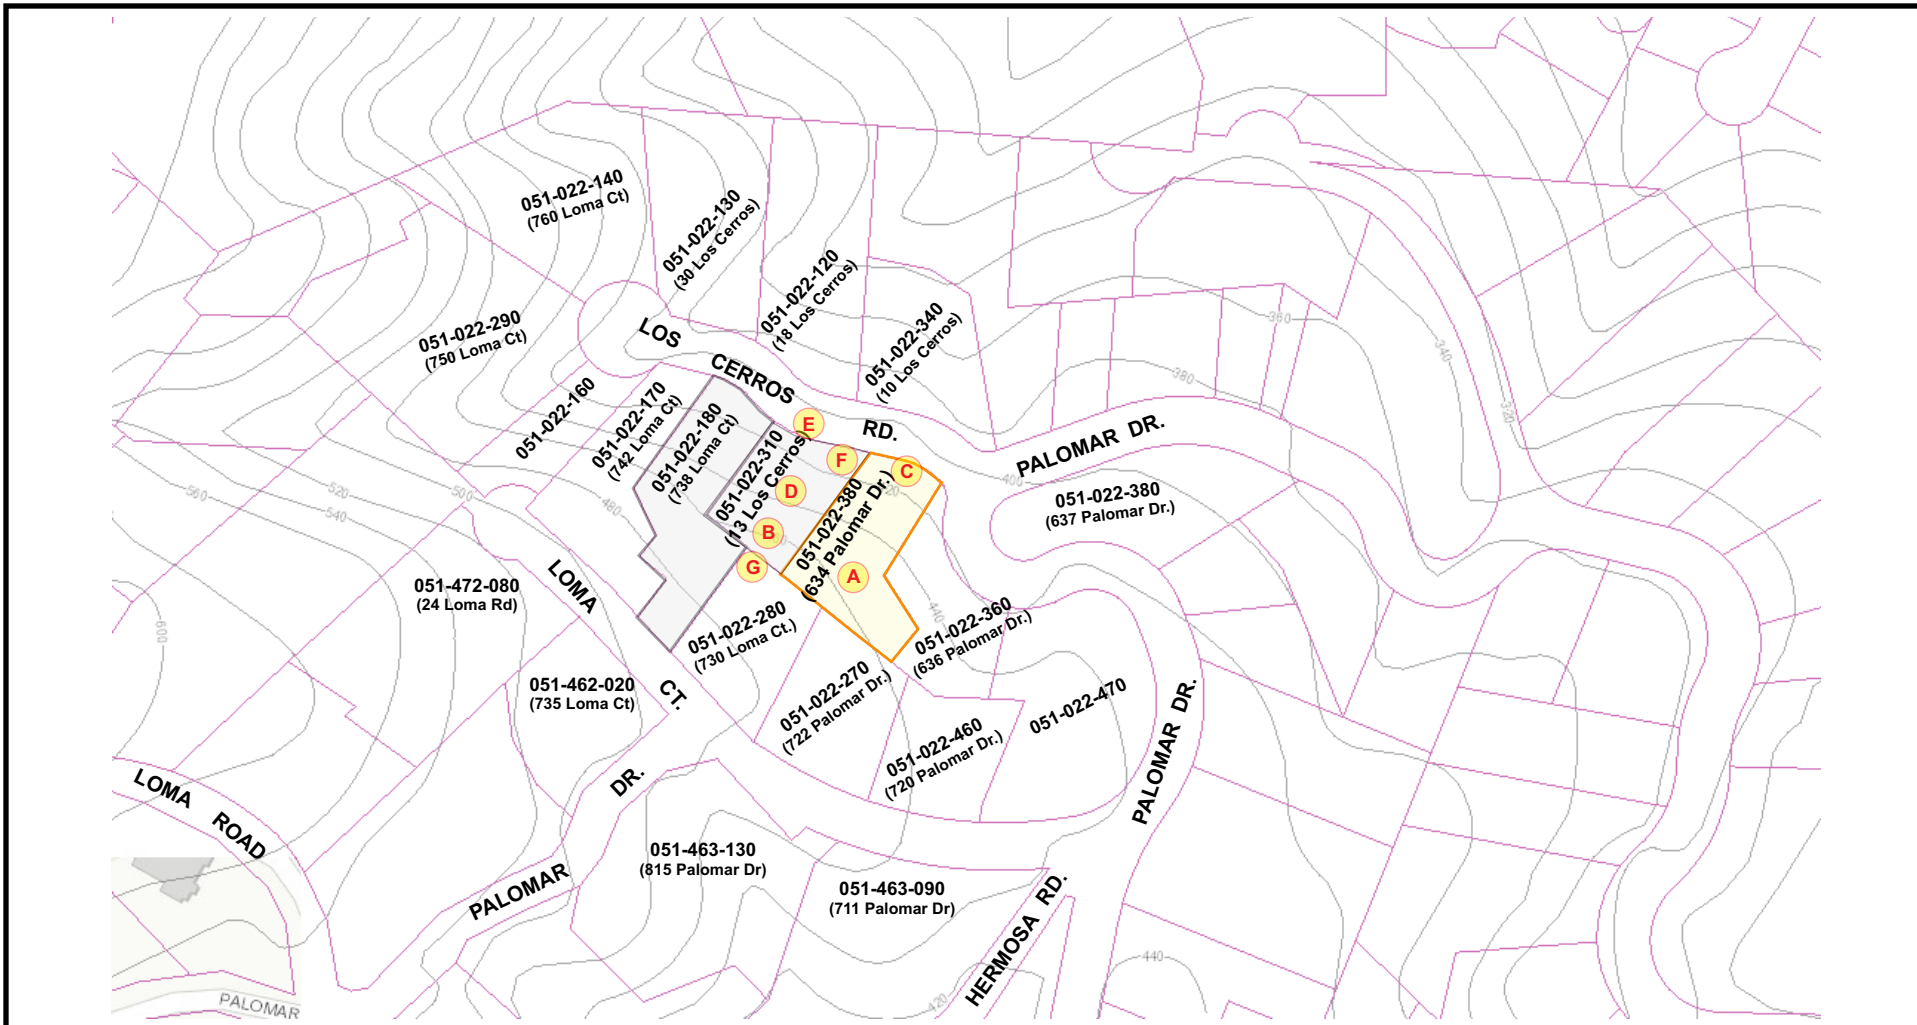 051-022-140
(760 Loma Ct)
051-022-130
(30 Los Cerros)
051-022-120
(18 Los Cerros)
051-022-340
(10 Los Cerros)
051-022-290
(750 Loma Ct)
LOS
CERROS
RD.
360
340
380
320
051-022-160
051-022-170
(742 Loma Ct)
051-022-180
(738 Loma Ct)
051-022-310
(13 Los Cerros)
E
F
C
D
B
G
A
051-022-380
(634 Palomar Dr.)
PALOMAR DR.
400
051-022-380
(637 Palomar Dr.)
560
520
540
500
480
440
600
051-472-080
(24 Loma Rd)
LOMA
CT.
051-022-280
(730 Loma Ct.)
051-022-360
(636 Palomar Dr.)
051-462-020
(735 Loma Ct)
051-022-270
(722 Palomar Dr.)
051-022-470
051-022-460
(720 Palomar Dr.)
PALOMAR DR.
LOMA
ROAD
DR.
PALOMAR
051-463-130
(815 Palomar Dr)
051-463-090
(711 Palomar Dr)
HERMOSA RD.
440
420
PALOMAR